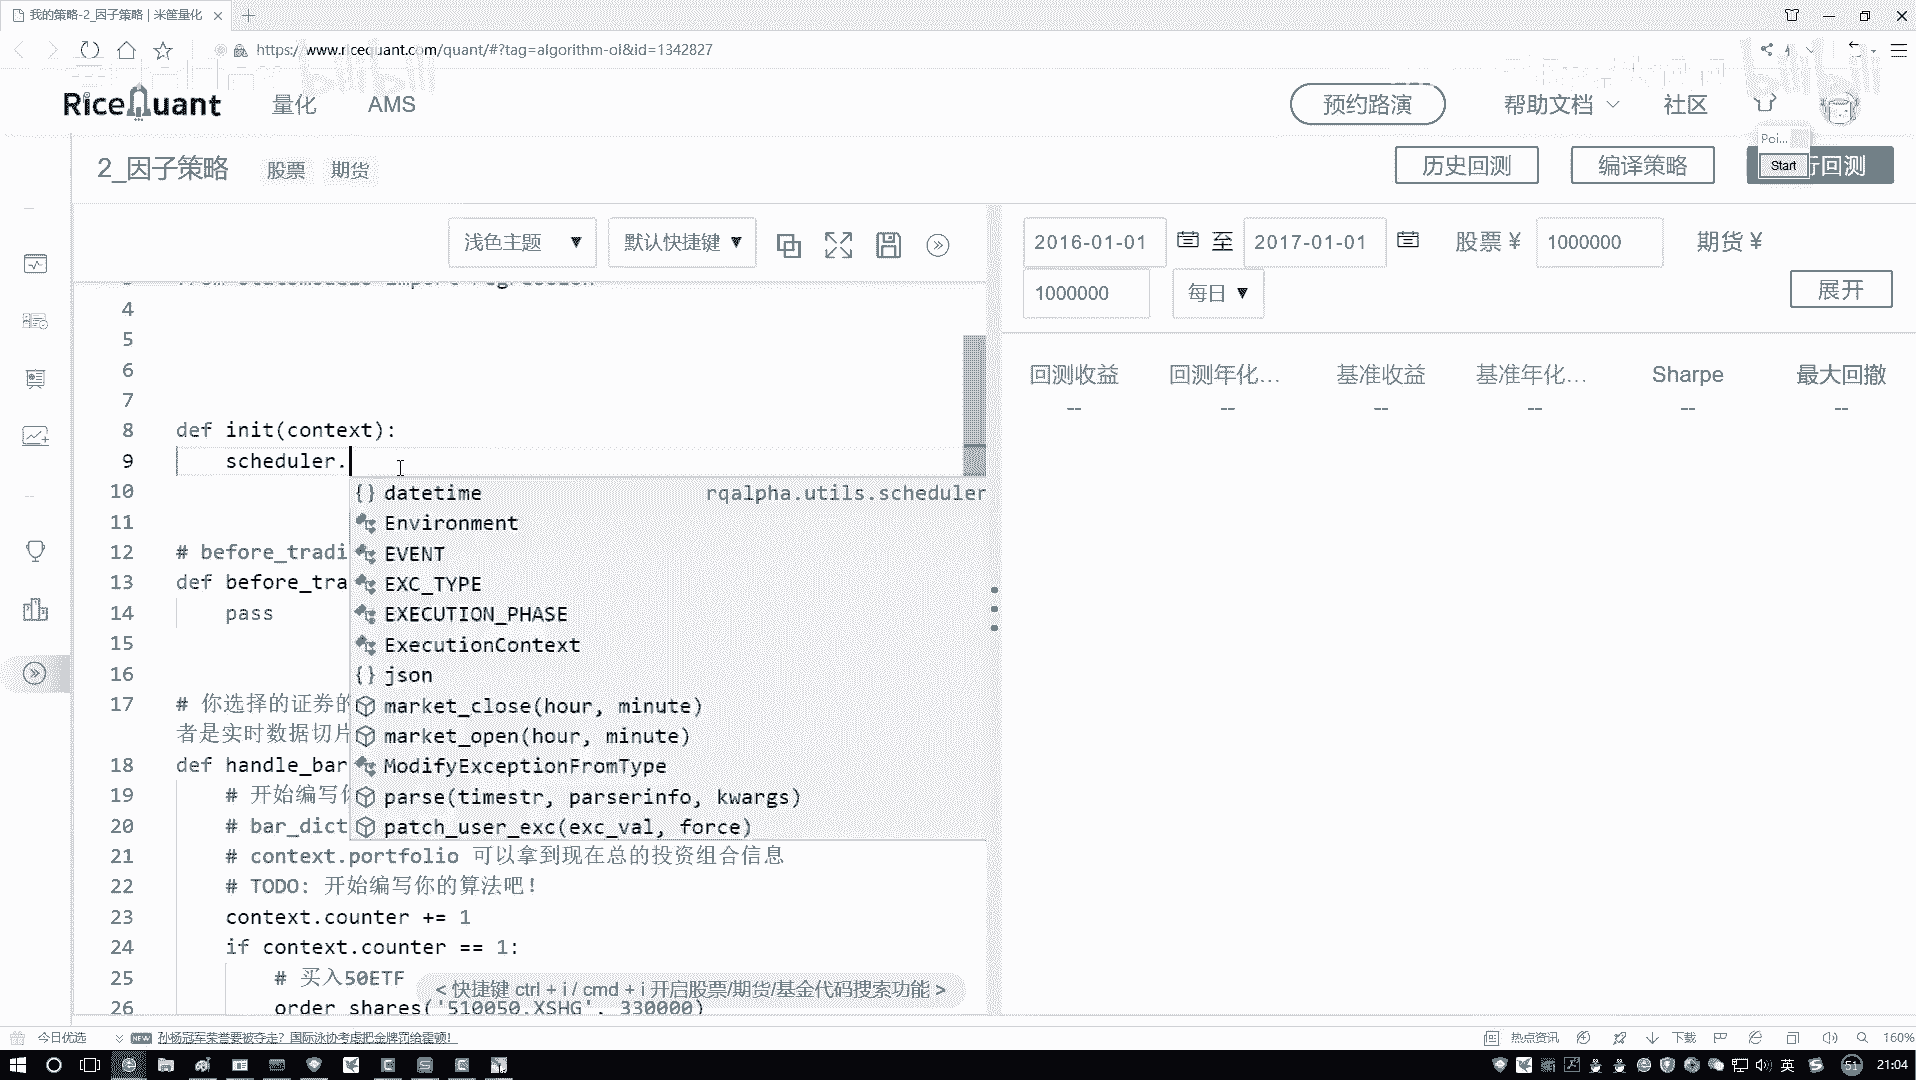 我的策略-2_因子策略 | 米筐量化
https://www.ricequant.com/quant/#?tag=algorithm-ol&id=1342827
bilibili
bilibili
RiceQuant 量化 AMS 预约路演 帮助文档 社区
Poi...
Start
2_因子策略 股票 期货 历史回测 编译策略 行回测
浅色主题 默认快捷键
2016-01-01 至 2017-01-01 股票 ¥ 1000000 期货 ¥
1000000 每日 展开
回测收益 回测年化... 基准收益 基准年化... Sharpe 最大回撤
-- -- -- -- -- --
4
5
6
7
8 def init(context):
9 scheduler.
10 datetime rqalpha.utils.scheduler
11 Environment
12 # before_tradi EVENT
13 def before_tra EXC_TYPE
14 pass EXECUTION_PHASE
15 ExecutionContext
16 {} json
17 # 你选择的证券的 market_close(hour, minute)
者是实时数据切片 market_open(hour, minute)
18 def handle_bar ModifyExceptionFromType
19 # 开始编写你 parse(timestr, parserinfo, kwargs)
20 # bar_dict patch_user_exc(exc_val, force)
21 # context.portfolio 可以拿到现在总的投资组合信息
22 # TODO: 开始编写你的算法吧!
23 context.counter += 1
24 if context.counter == 1:
25 # 买入50ETF
< 快捷键 ctrl + i / cmd + i 开启股票/期货/基金代码搜索功能 >
26 order_shares('510050.XSHG', 330000)
今日优选 NEW 孙杨冠军荣誉要被夺走? 国际泳协考虑把金牌罚给霍顿! 热点资讯 下载 160%
英 51 21:04